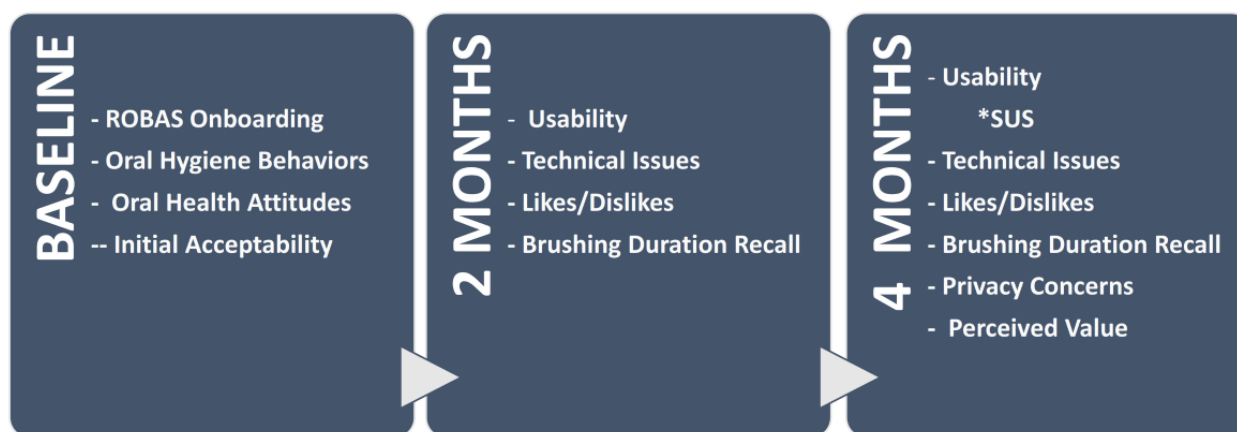 BASELINE
- ROBAS Onboarding
- Oral Hygiene Behaviors
- Oral Health Attitudes
-- Initial Acceptability
2 MONTHS
- Usability
- Technical Issues
- Likes/Dislikes
- Brushing Duration Recall
4 MONTHS
- Usability
*SUS
- Technical Issues
- Likes/Dislikes
- Brushing Duration Recall
- Privacy Concerns
- Perceived Value